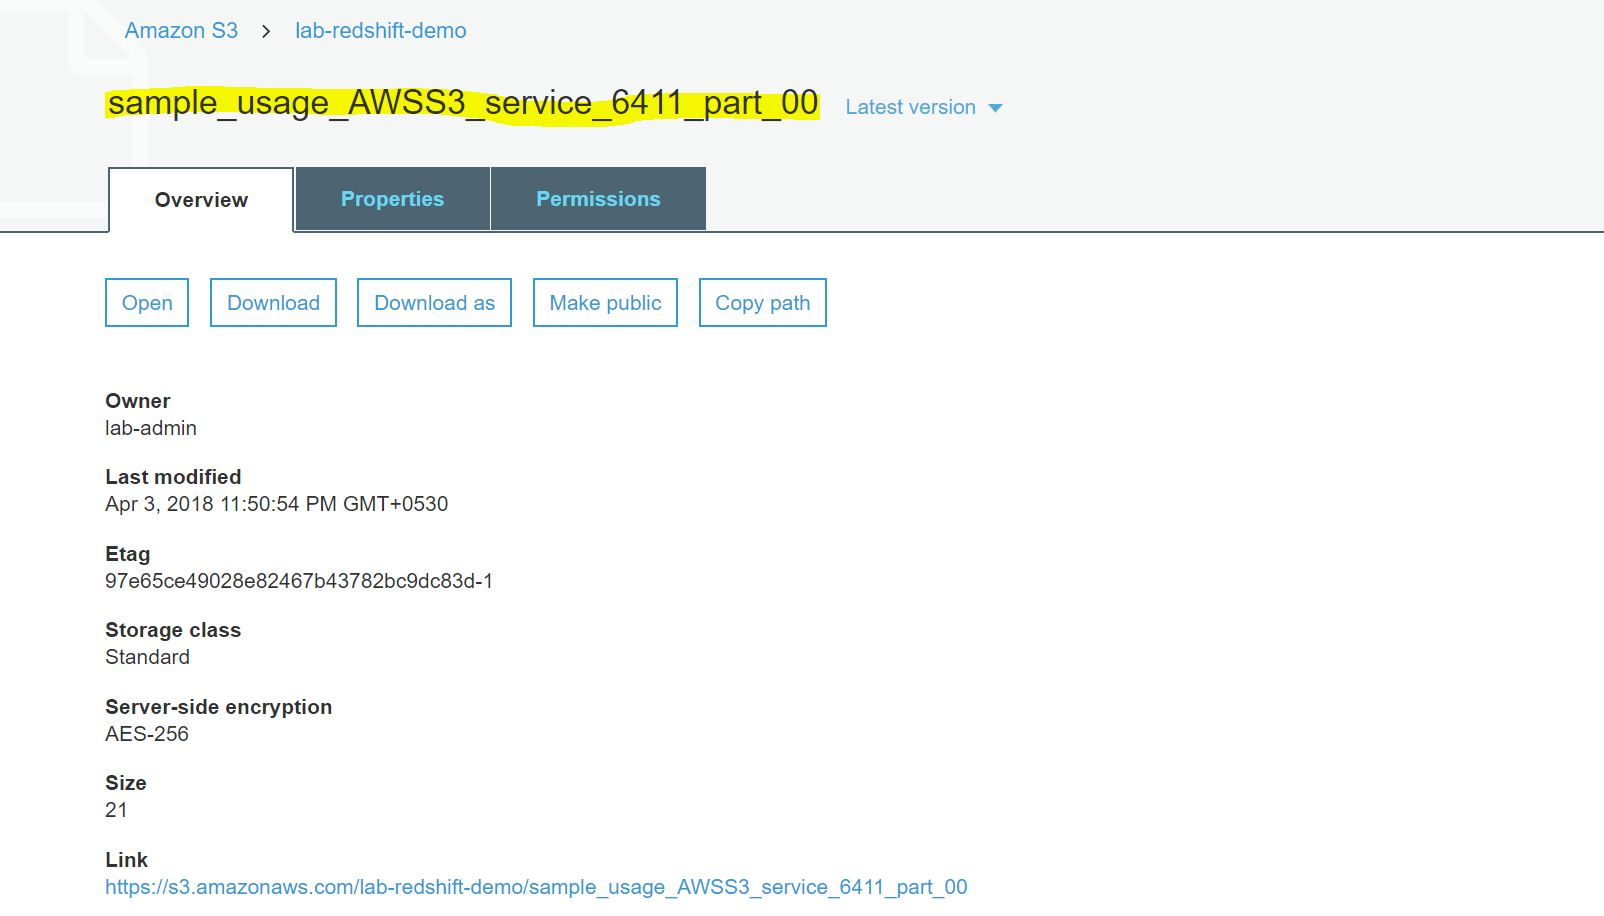 Amazon S3 > lab-redshift-demo
sample_usage_AWSS3_service_6411_part_00 Latest version
Overview Properties Permissions
Open Download Download as Make public Copy path
Owner
lab-admin
Last modified
Apr 3, 2018 11:50:54 PM GMT+0530
Etag
97e65ce49028e82467b43782bc9dc83d-1
Storage class
Standard
Server-side encryption
AES-256
Size
21
Link
https://s3.amazonaws.com/lab-redshift-demo/sample_usage_AWSS3_service_6411_part_00